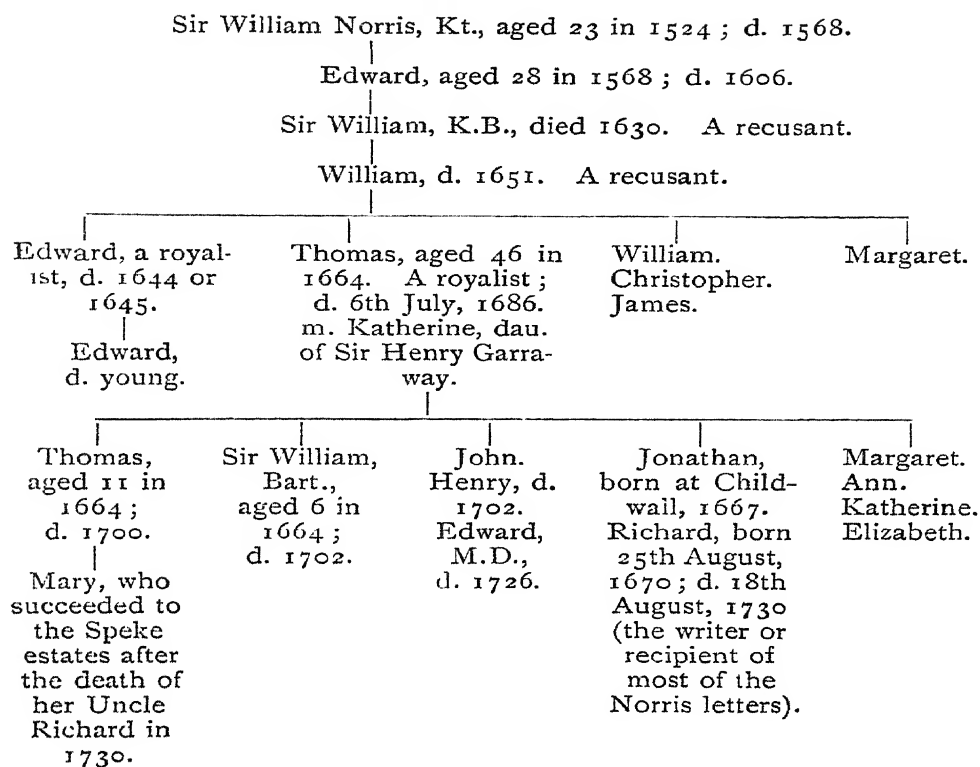 Sir William Norris, Kt., aged 23 in 1524 ; d. 1568.
Edward, aged 28 in 1568 ; d. 1606.
Sir William, K.B., died 1630. A recusant.
William, d. 1651. A recusant.
Edward, a royal-
ist, d. 1644 or
1645.
Edward,
d. young.
Thomas, aged 46 in
1664. A royalist ;
d. 6th July, 1686.
m. Katherine, dau.
of Sir Henry Garra-
way.
William.
Christopher.
James.
Margaret.
Thomas,
aged 11 in
1664 ;
d. 1700.
Mary, who
succeeded to
the Speke
estates after
the death of
her Uncle
Richard in
1730.
Sir William,
Bart.,
aged 6 in
1664 ;
d. 1702.
John.
Henry, d.
1702.
Edward,
M.D.,
d. 1726.
Jonathan,
born at Child-
wall, 1667.
Richard, born
25th August,
1670 ; d. 18th
August, 1730
(the writer or
recipient of
most of the
Norris letters).
Margaret.
Ann.
Katherine.
Elizabeth.